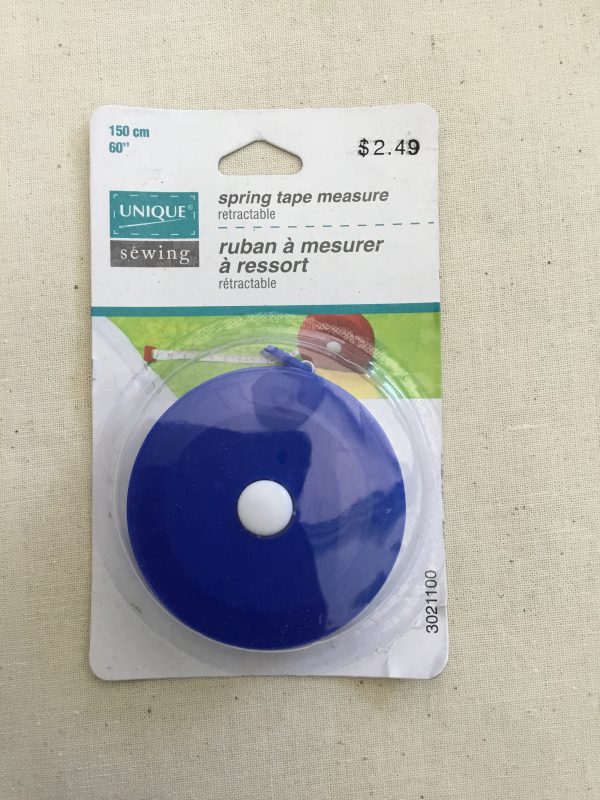 150 cm
60"
$2.49
UNIQUE®
sewing
spring tape measure
retractable
ruban à mesurer
à ressort
rétractable
3021100